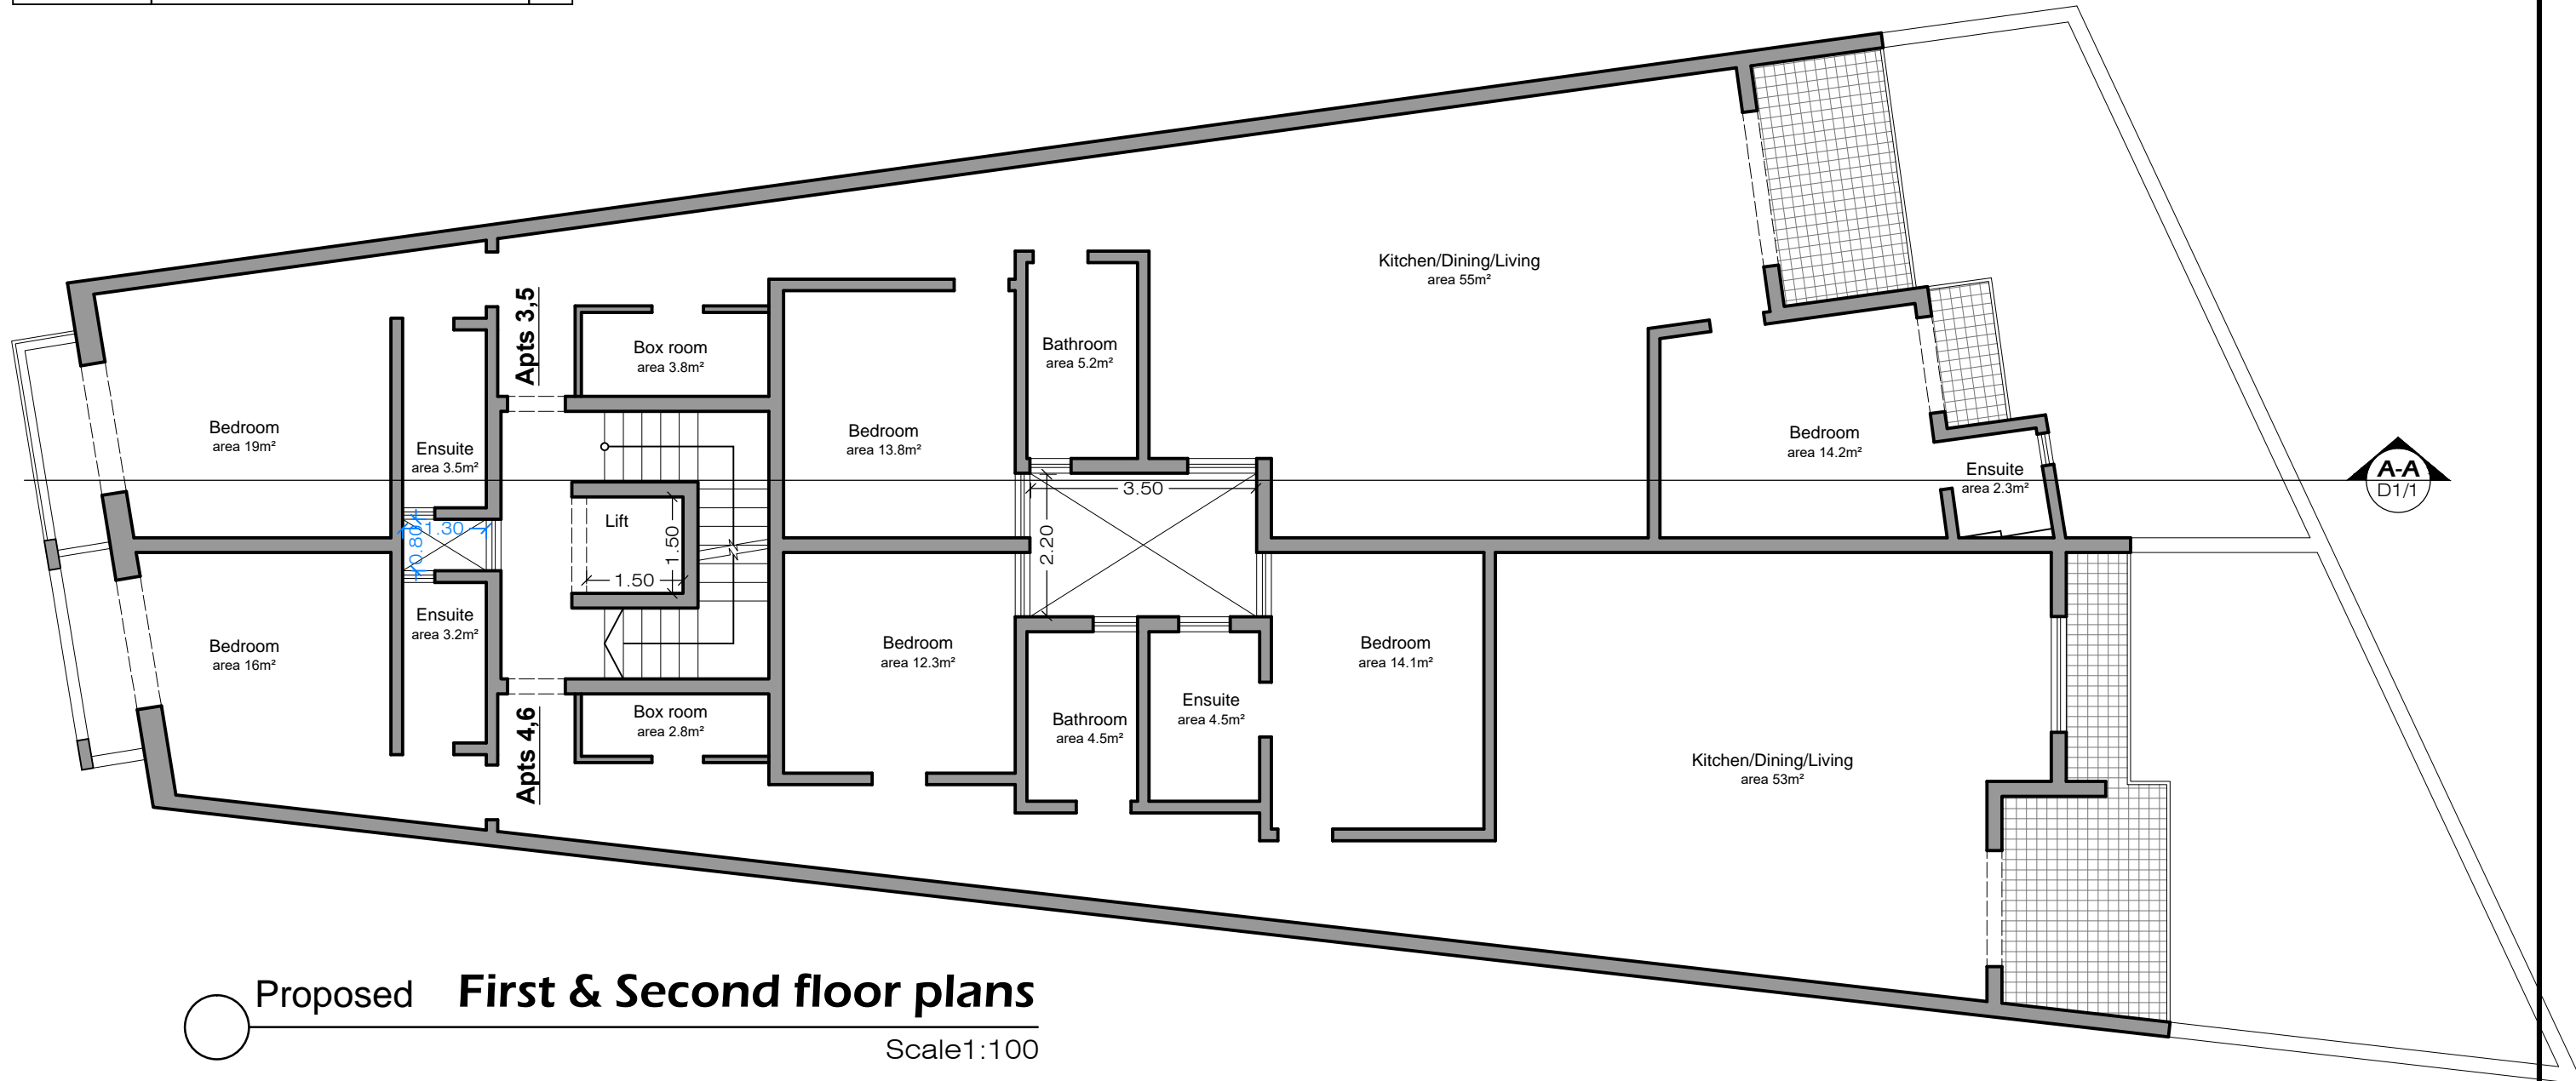 Kitchen/Dining/Living
area 55m²
Apts 3,5
Box room
area 3.8m²
Bathroom
area 5.2m²
Bedroom
area 19m²
Ensuite
area 3.5m²
Bedroom
area 13.8m²
Bedroom
area 14.2m²
Ensuite
area 2.3m²
A-A
D1/1
3.50
2.20
Lift
1.50
1.50
1.30
0.80
Ensuite
area 3.2m²
Bedroom
area 16m²
Bedroom
area 12.3m²
Bedroom
area 14.1m²
Apts 4,6
Box room
area 2.8m²
Bathroom
area 4.5m²
Ensuite
area 4.5m²
Kitchen/Dining/Living
area 53m²
Proposed First & Second floor plans
Scale1:100